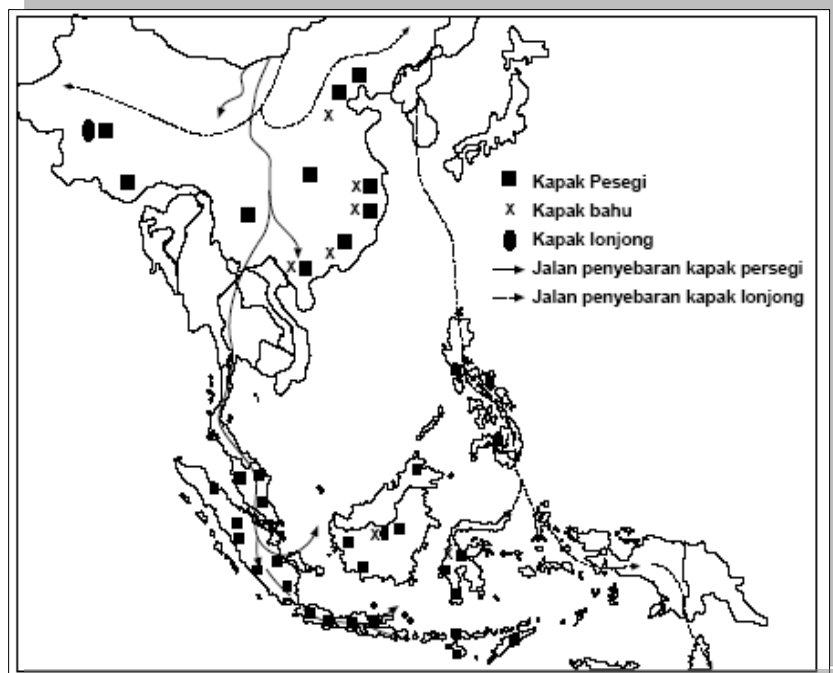 Kapak Pesegi
x Kapak bahu
Kapak lonjong
Jalan penyebaran kapak persegi
Jalan penyebaran kapak lonjong